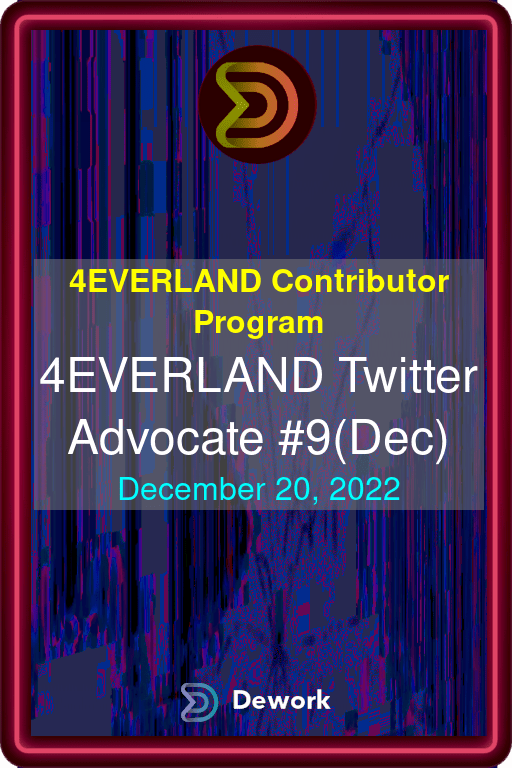 4EVERLAND Contributor
Program
4EVERLAND Twitter
Advocate #9(Dec)
December 20, 2022
Dework